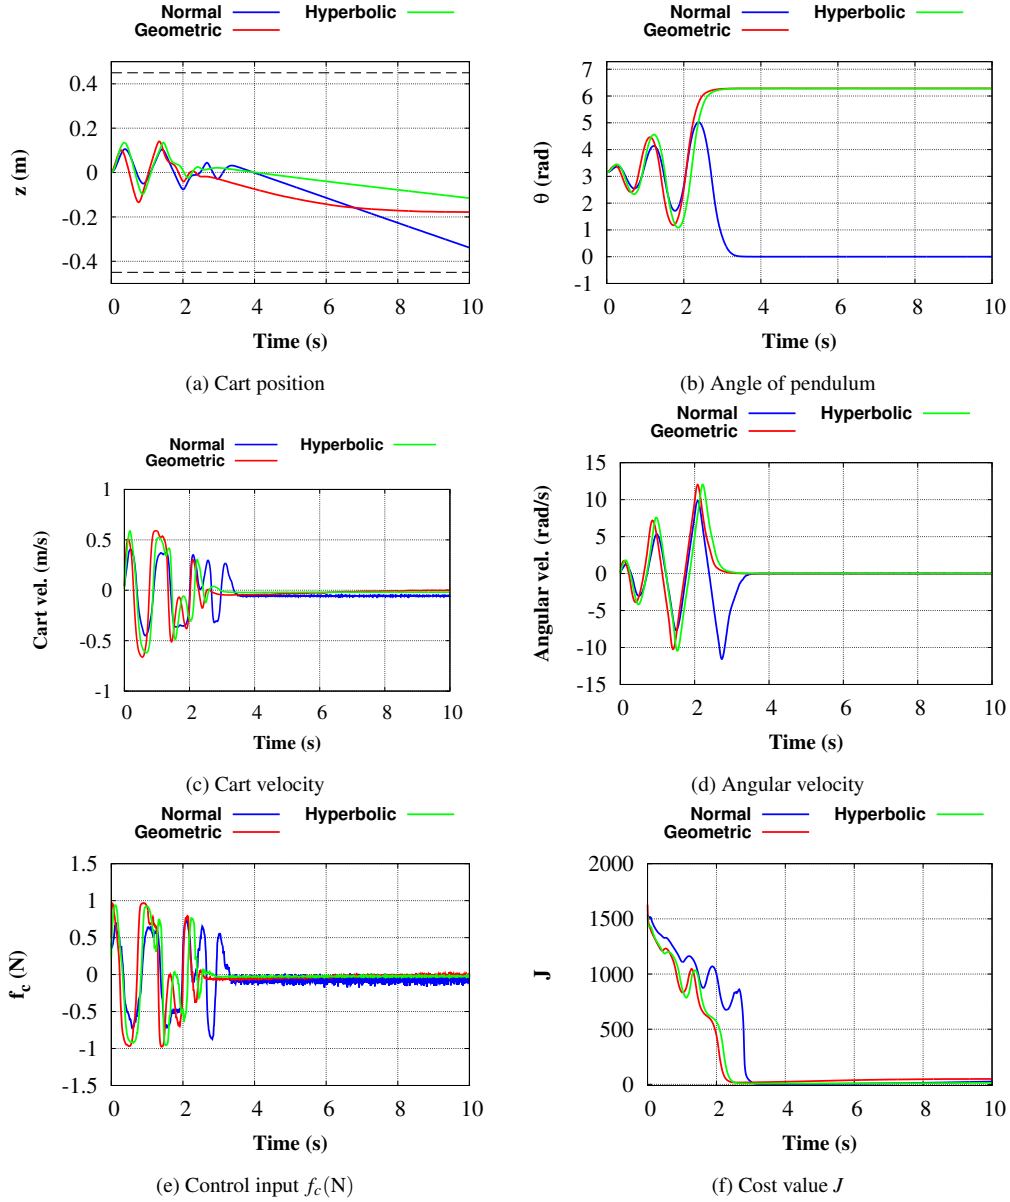 Normal Hyperbolic
Geometric
z (m)
0.4
0.2
0
-0.2
-0.4
0 2 4 6 8 10
Time (s)
(a) Cart position
Normal Hyperbolic
Geometric
θ (rad)
7
6
5
4
3
2
1
0
-1
0 2 4 6 8 10
Time (s)
(b) Angle of pendulum
Normal Hyperbolic
Geometric
Cart vel. (m/s)
1
0.5
0
-0.5
-1
0 2 4 6 8 10
Time (s)
(c) Cart velocity
Normal Hyperbolic
Geometric
Angular vel. (rad/s)
15
10
5
0
-5
-10
-15
0 2 4 6 8 10
Time (s)
(d) Angular velocity
Normal Hyperbolic
Geometric
f_c (N)
1.5
1
0.5
0
-0.5
-1
-1.5
0 2 4 6 8 10
Time (s)
(e) Control input f_c(N)
Normal Hyperbolic
Geometric
J
2000
1500
1000
500
0
0 2 4 6 8 10
Time (s)
(f) Cost value J